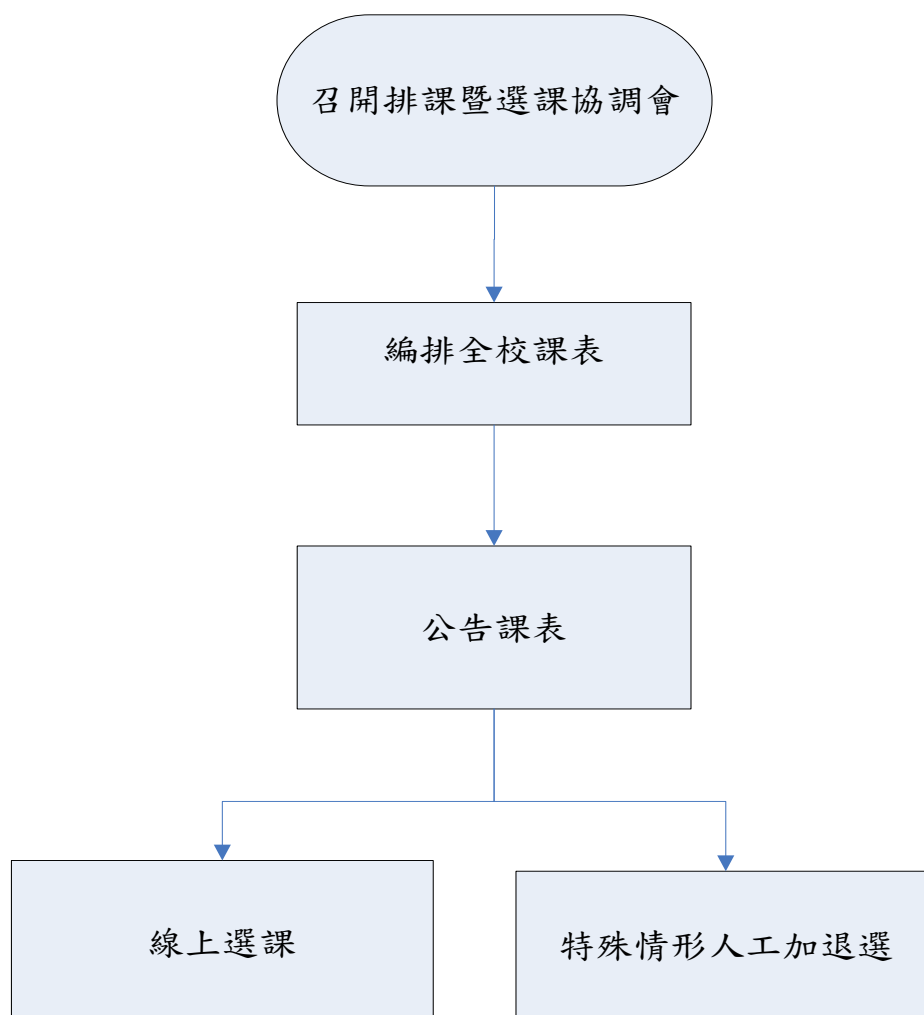 召開排課暨選課協調會
編排全校課表
公告課表
線上選課
特殊情形人工加退選